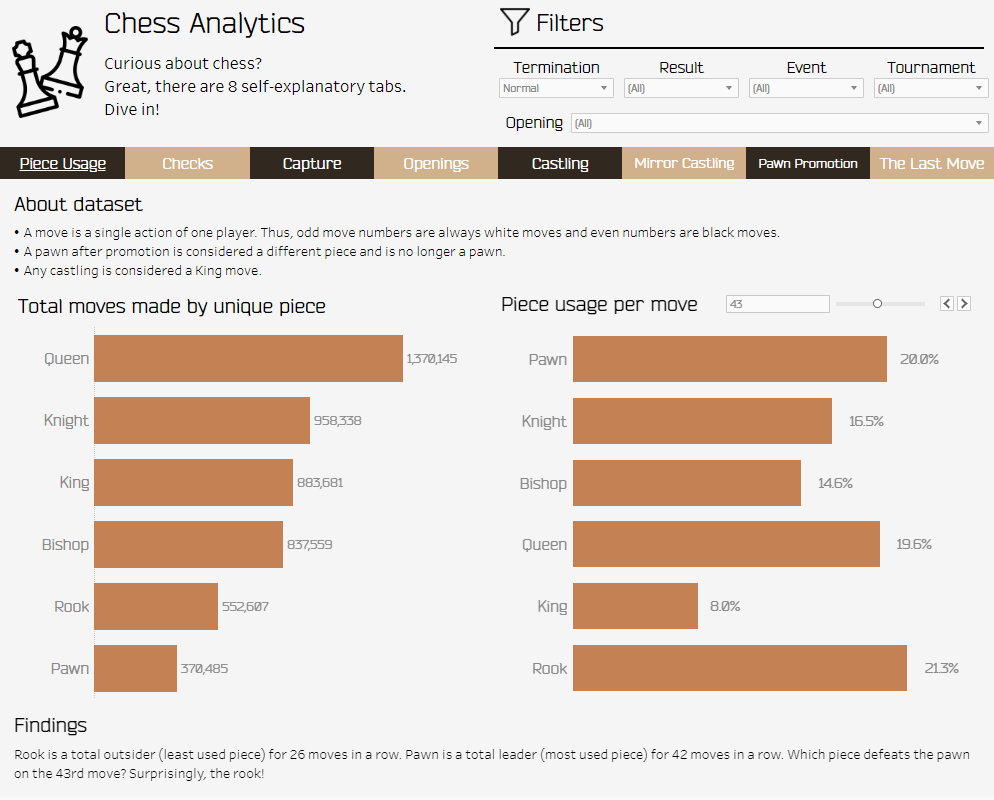 Chess Analytics
Curious about chess?
Great, there are 8 self-explanatory tabs.
Dive in!
Filters
Termination Result Event Tournament
Normal (All) (All) (All)
Opening (All)
Piece Usage Checks Capture Openings Castling Mirror Castling Pawn Promotion The Last Move
About dataset
• A move is a single action of one player. Thus, odd move numbers are always white moves and even numbers are black moves.
• A pawn after promotion is considered a different piece and is no longer a pawn.
• Any castling is considered a King move.
Total moves made by unique piece
Queen 1,370,145
Knight 958,338
King 883,681
Bishop 837,559
Rook 552,607
Pawn 370,485
Piece usage per move 43
Pawn 20.0%
Knight 16.5%
Bishop 14.6%
Queen 19.6%
King 8.0%
Rook 21.3%
Findings
Rook is a total outsider (least used piece) for 26 moves in a row. Pawn is a total leader (most used piece) for 42 moves in a row. Which piece defeats the pawn
on the 43rd move? Surprisingly, the rook!